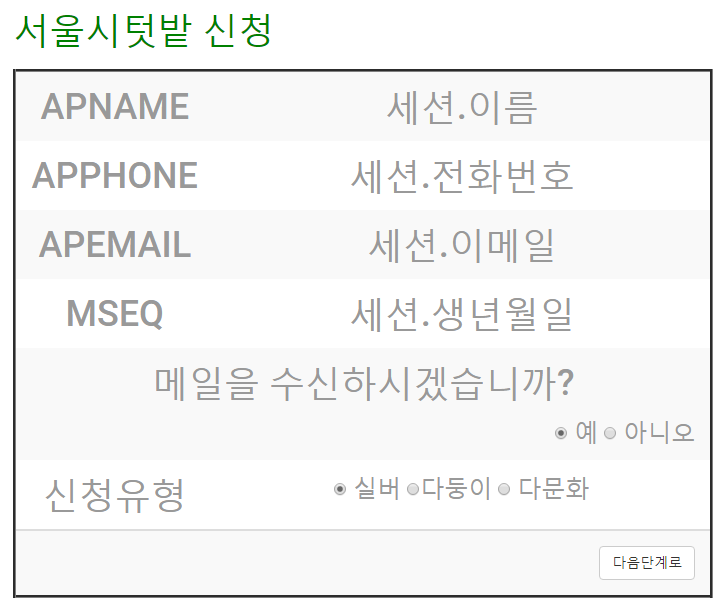 서울시텃밭 신청
APNAME 세션.이름
APPHONE 세션.전화번호
APEMAIL 세션.이메일
MSEQ 세션.생년월일
메일을 수신하시겠습니까?
예 아니오
신청유형 실버 다둥이 다문화
다음단계로